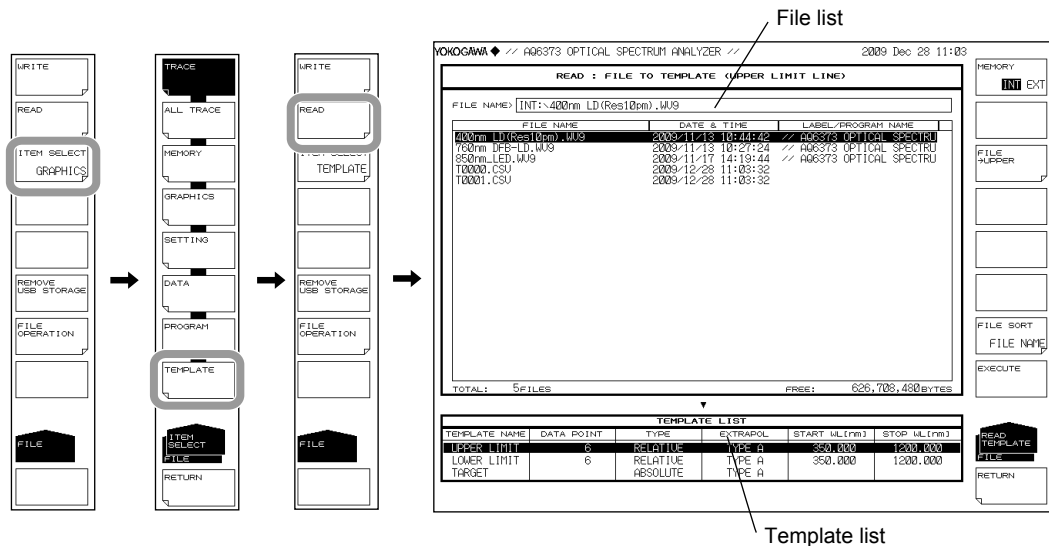 File list
WRITE
READ
ITEM SELECT
GRAPHICS
REMOVE
USB STORAGE
FILE
OPERATION
FILE
TRACE
ALL TRACE
MEMORY
GRAPHICS
SETTING
DATA
PROGRAM
TEMPLATE
ITEM
SELECT
FILE
RETURN
WRITE
READ
ITEM SELECT
TEMPLATE
REMOVE
USB STORAGE
FILE
OPERATION
FILE
YOKOGAWA ◆ // AQ6373 OPTICAL SPECTRUM ANALYZER // 2009 Dec 28 11:03
READ : FILE TO TEMPLATE (UPPER LIMIT LINE)
FILE NAME> INT:\400nm LD(Res10pm).WV9
FILE NAME DATE & TIME LABEL/PROGRAM NAME
400nm LD(Res10pm).WV9 2009/11/13 10:44:42 // AQ6373 OPTICAL SPECTRU
760nm DFB-LD.WV9 2009/11/13 10:27:24 // AQ6373 OPTICAL SPECTRU
850nm_LED.WV9 2009/11/17 14:19:44 // AQ6373 OPTICAL SPECTRU
T0000.CSV 2009/12/28 11:03:32
T0001.CSV 2009/12/28 11:03:32
TOTAL: 5FILES FREE: 626,708,480BYTES
▼
TEMPLATE LIST
TEMPLATE NAME DATA POINT TYPE EXTRAPOL START WL[nm] STOP WL[nm]
UPPER LIMIT 6 RELATIVE TYPE A 350.000 1200.000
LOWER LIMIT 6 RELATIVE TYPE A 350.000 1200.000
TARGET ABSOLUTE TYPE A
MEMORY
INT EXT
FILE
→UPPER
FILE SORT
FILE NAME
EXECUTE
READ
TEMPLATE
FILE
RETURN
Template list